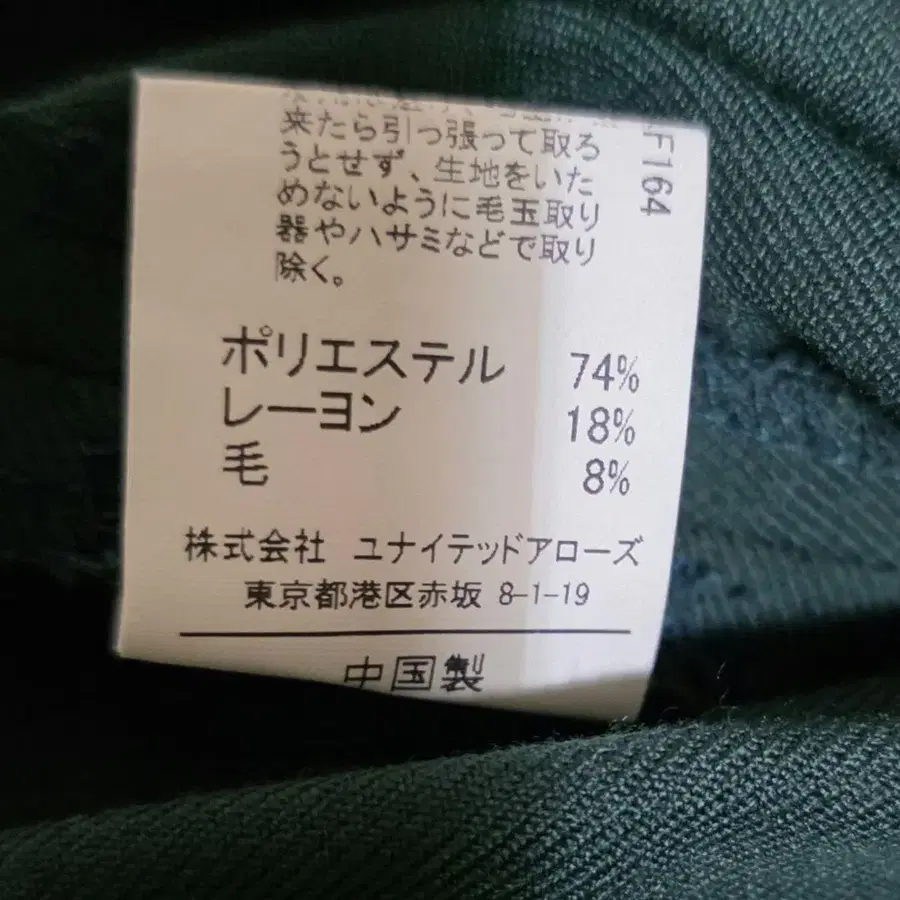 来たら引っ張って取ろ
うとせず、生地をいた
めないように毛玉取り
器やハサミなどで取り
除く。
F164
ポリエステル 74%
レーヨン 18%
毛 8%
株式会社 ユナイテッドアローズ
東京都港区赤坂 8-1-19
中国製